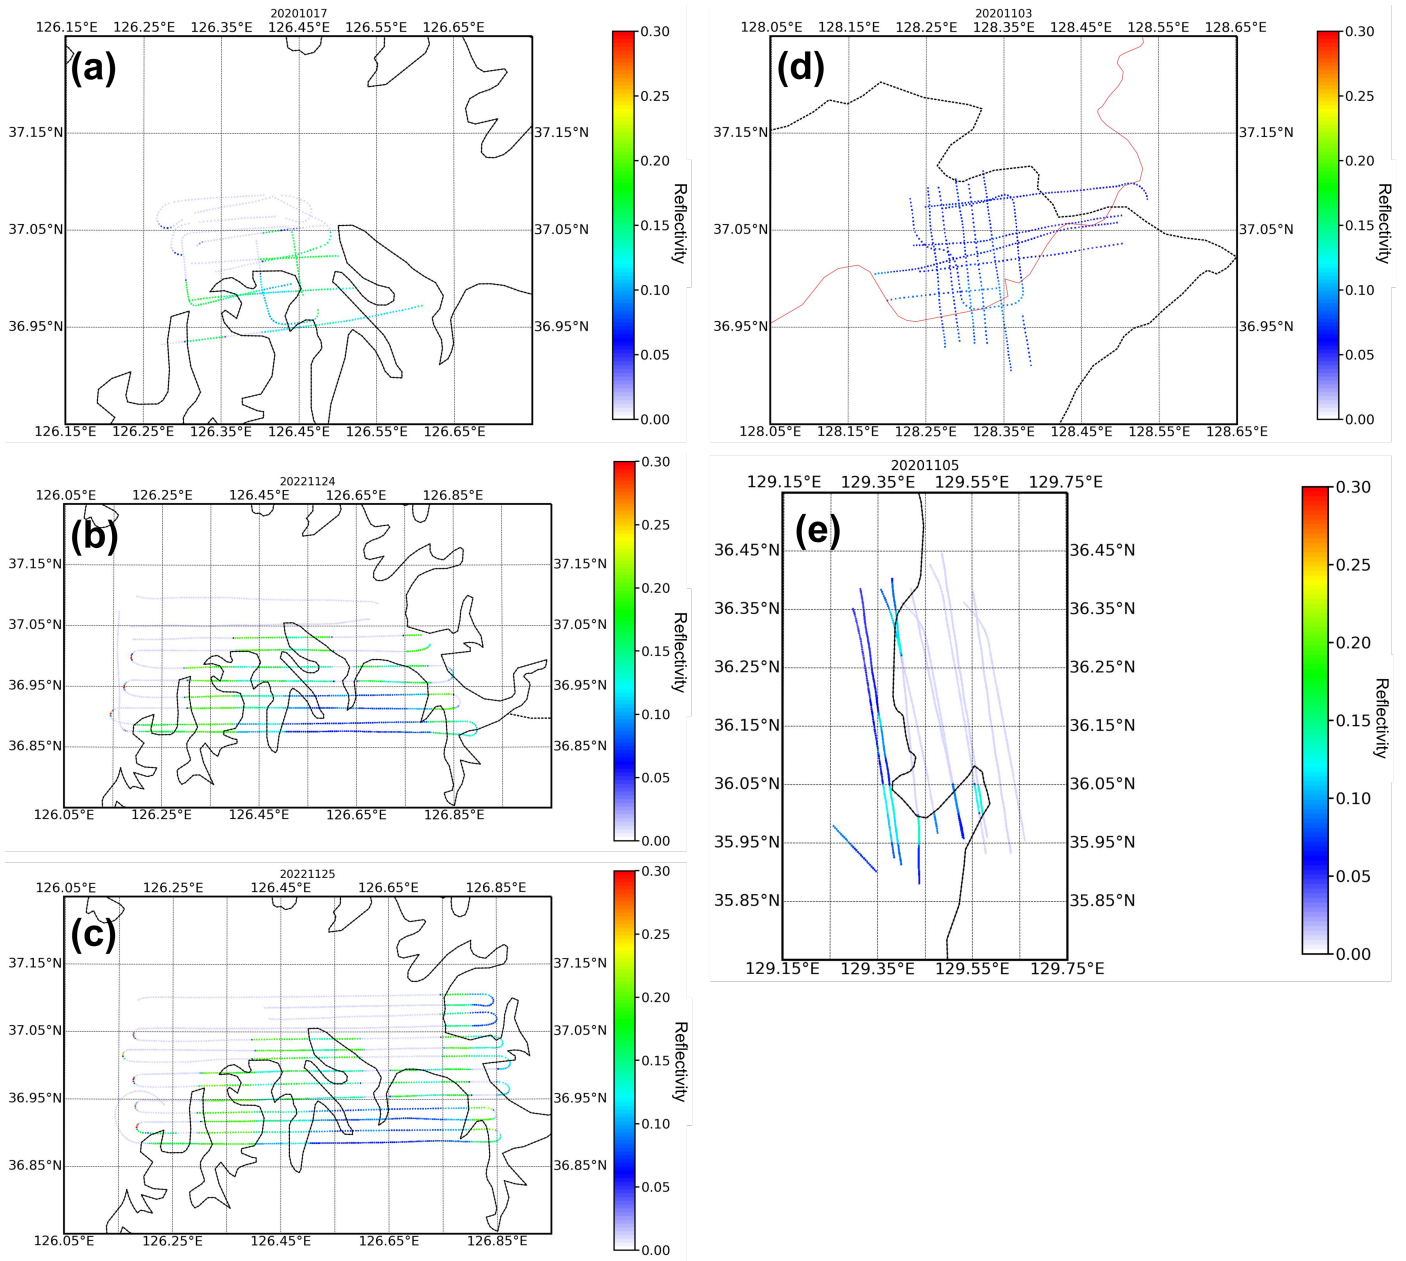 20201017
126.15°E 126.25°E 126.35°E 126.45°E 126.55°E 126.65°E
(a)
37.15°N 37.15°N
37.05°N 37.05°N
36.95°N 36.95°N
126.15°E 126.25°E 126.35°E 126.45°E 126.55°E 126.65°E
0.30
0.25
0.20
0.15
0.10
0.05
0.00
Reflectivity
20201103
128.05°E 128.15°E 128.25°E 128.35°E 128.45°E 128.55°E 128.65°E
(d)
37.15°N 37.15°N
37.05°N 37.05°N
36.95°N 36.95°N
128.05°E 128.15°E 128.25°E 128.35°E 128.45°E 128.55°E 128.65°E
0.30
0.25
0.20
0.15
0.10
0.05
0.00
Reflectivity
20221124
126.05°E 126.25°E 126.45°E 126.65°E 126.85°E
(b)
37.15°N 37.15°N
37.05°N 37.05°N
36.95°N 36.95°N
36.85°N 36.85°N
126.05°E 126.25°E 126.45°E 126.65°E 126.85°E
0.30
0.25
0.20
0.15
0.10
0.05
0.00
Reflectivity
20201105
129.15°E 129.35°E 129.55°E 129.75°E
(e)
36.45°N 36.45°N
36.35°N 36.35°N
36.25°N 36.25°N
36.15°N 36.15°N
36.05°N 36.05°N
35.95°N 35.95°N
35.85°N 35.85°N
129.15°E 129.35°E 129.55°E 129.75°E
0.30
0.25
0.20
0.15
0.10
0.05
0.00
Reflectivity
20221125
126.05°E 126.25°E 126.45°E 126.65°E 126.85°E
(c)
37.15°N 37.15°N
37.05°N 37.05°N
36.95°N 36.95°N
36.85°N 36.85°N
126.05°E 126.25°E 126.45°E 126.65°E 126.85°E
0.30
0.25
0.20
0.15
0.10
0.05
0.00
Reflectivity